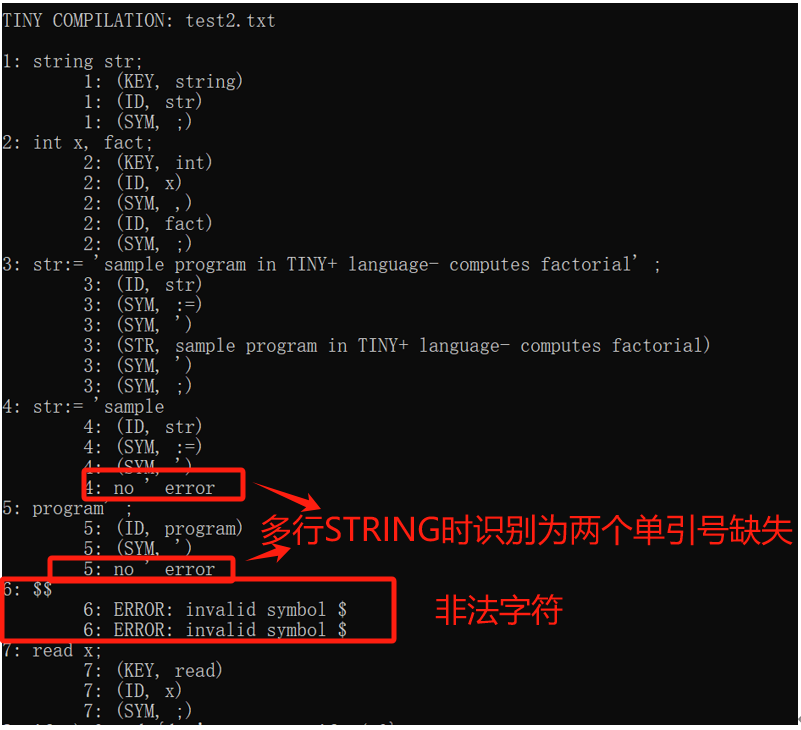 TINY COMPILATION: test2.txt
1: string str;
1: (KEY, string)
1: (ID, str)
1: (SYM, ;)
2: int x, fact;
2: (KEY, int)
2: (ID, x)
2: (SYM, ,)
2: (ID, fact)
2: (SYM, ;)
3: str:= 'sample program in TINY+ language- computes factorial' ;
3: (ID, str)
3: (SYM, :=)
3: (SYM, ')
3: (STR, sample program in TINY+ language- computes factorial)
3: (SYM, ')
3: (SYM, ;)
4: str:= 'sample
4: (ID, str)
4: (SYM, :=)
4: (SYM, ')
4: no ' error
5: program' ;
5: (ID, program)
多行STRING时识别为两个单引号缺失
5: (SYM, ')
5: no ' error
6: $$
6: ERROR: invalid symbol $
非法字符
6: ERROR: invalid symbol $
7: read x;
7: (KEY, read)
7: (ID, x)
7: (SYM, ;)